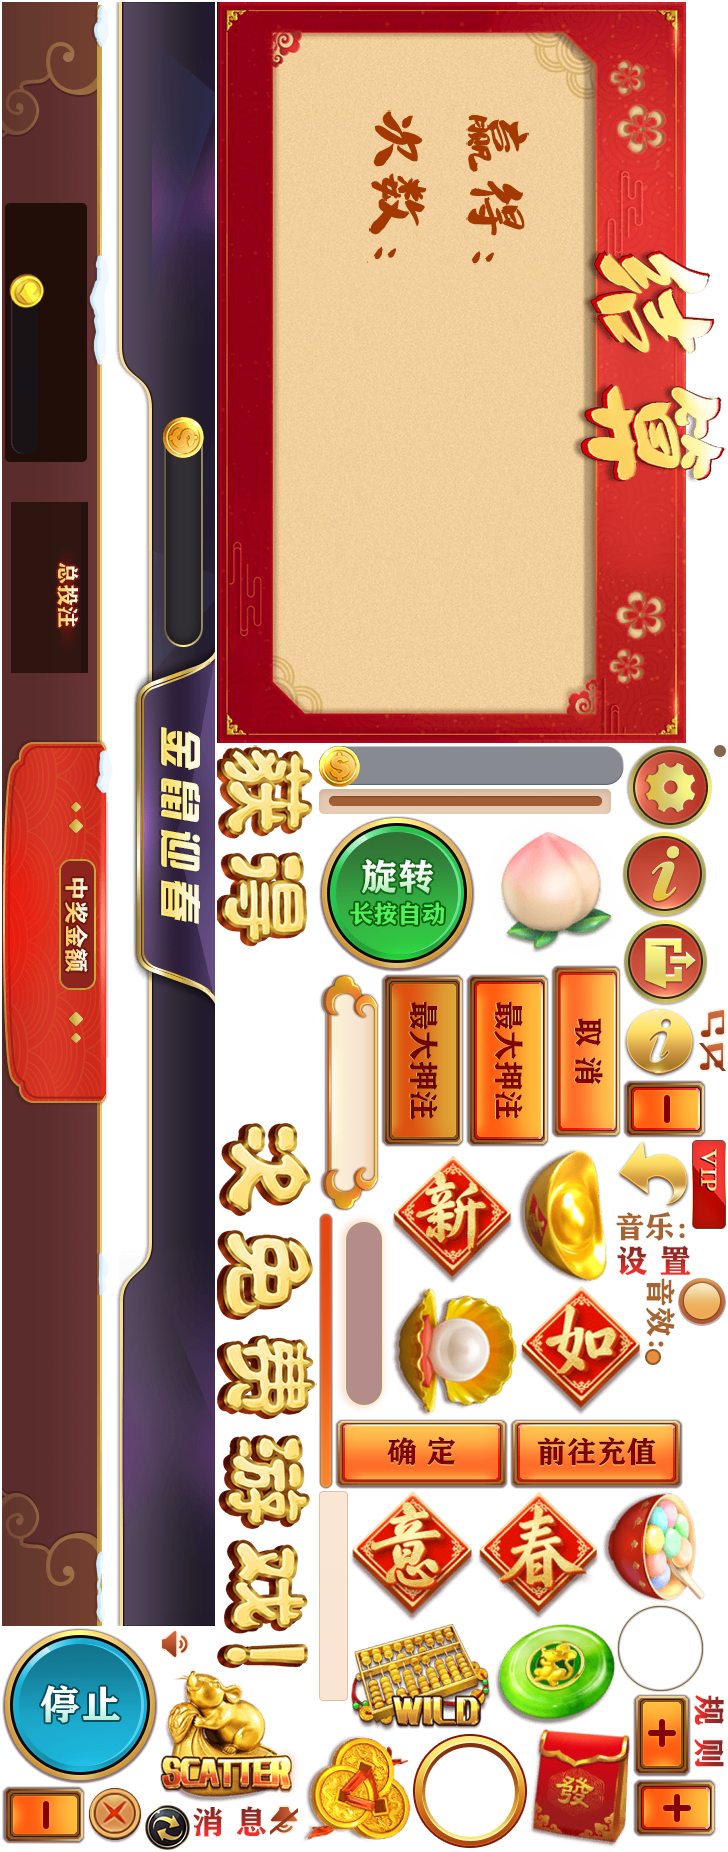 赢得：
次数：
结算
总投注
金鼠迎春
中奖金额
获得
旋转
长按自动
最大押注
最大押注
取消
VIP
新
音乐：
设置
音效：
如
次免费游戏！
确定
前往充值
意
春
停止
WILD
SCATTER
规则
發
消息